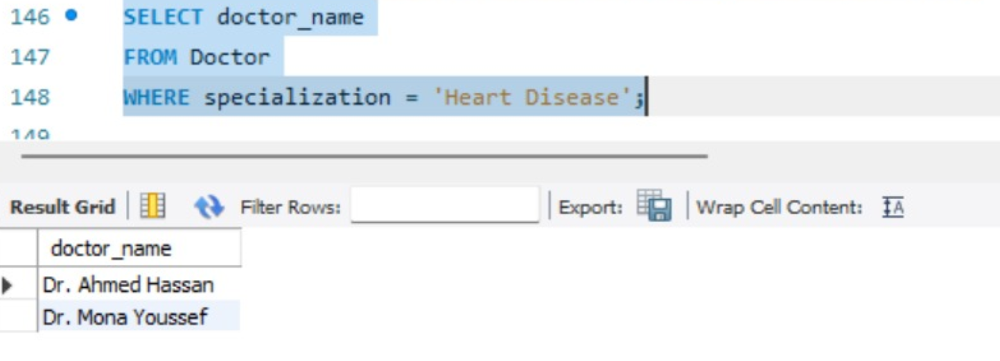 146 SELECT doctor_name
147 FROM Doctor
148 WHERE specialization = 'Heart Disease';
149
Result Grid Filter Rows: Export: Wrap Cell Content: IA
doctor_name
Dr. Ahmed Hassan
Dr. Mona Youssef